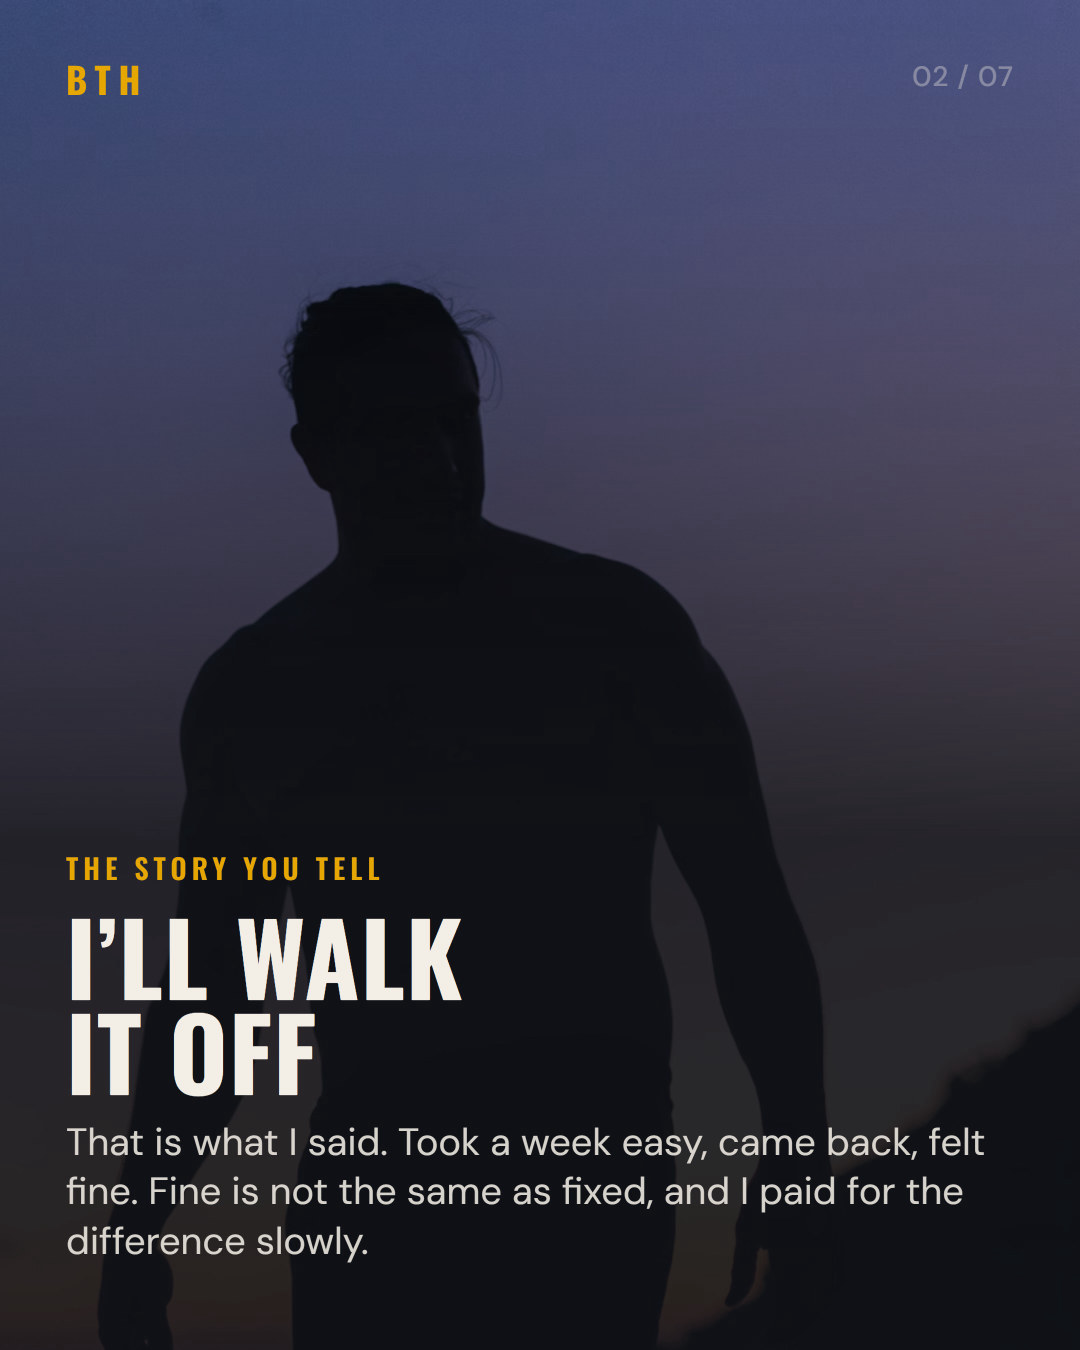 BTH
02 / 07
THE STORY YOU TELL
I’LL WALK
IT OFF
That is what I said. Took a week easy, came back, felt
fine. Fine is not the same as fixed, and I paid for the
difference slowly.